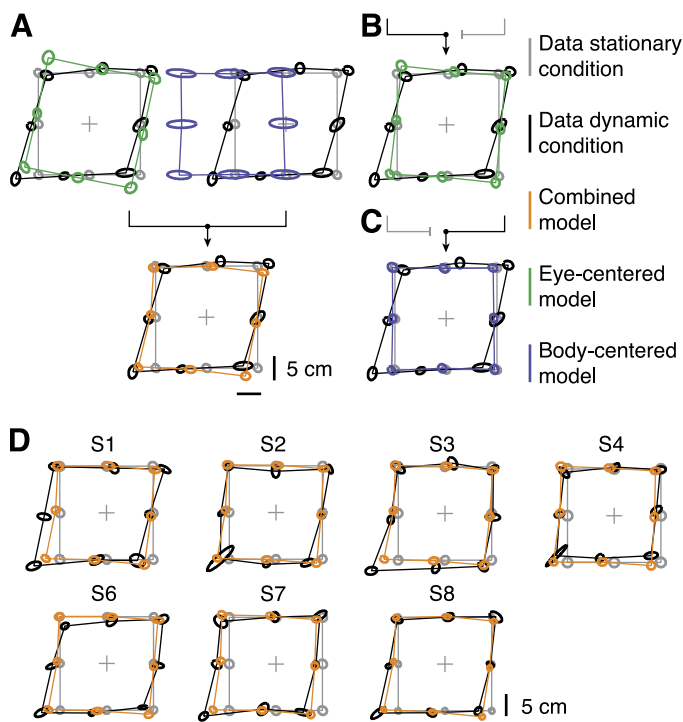 A
B
Data stationary
condition
Data dynamic
condition
Combined
model
Eye-centered
model
Body-centered
model
C
5 cm
D
S1
S2
S3
S4
S6
S7
S8
5 cm